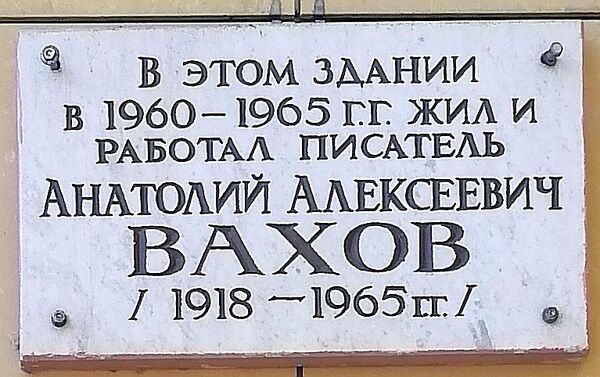 В ЭТОМ ЗДАНИИ
В 1960 – 1965 Г.Г. ЖИЛ И
РАБОТАЛ ПИСАТЕЛЬ
АНАТОЛИЙ АЛЕКСЕЕВИЧ
ВАХОВ
/ 1918 – 1965 гг. /